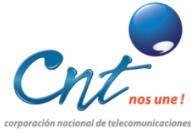 Cnt
nos une !
corporación nacional de telecomunicaciones